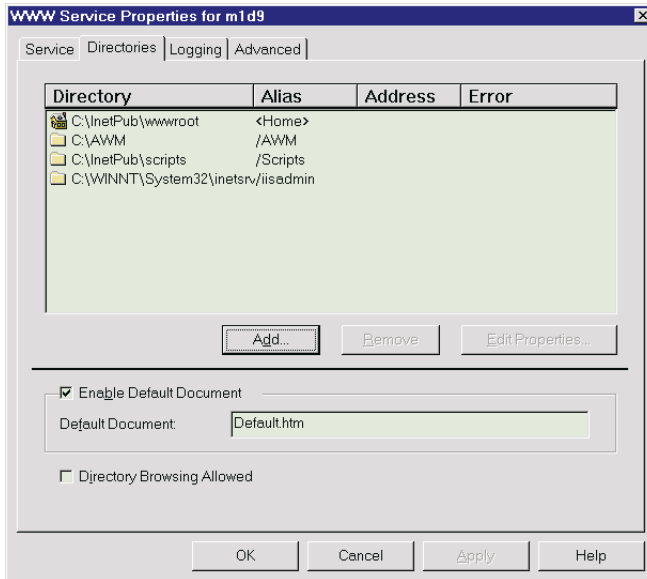 WWW Service Properties for m1d9
Service Directories Logging Advanced
Directory Alias Address Error
C:\InetPub\wwwroot <Home>
C:\AWM /AWM
C:\InetPub\scripts /Scripts
C:\WINNT\System32\inetsrv/iisadmin
Add... Remove Edit Properties...
Enable Default Document
Default Document: Default.htm
Directory Browsing Allowed
OK Cancel Apply Help